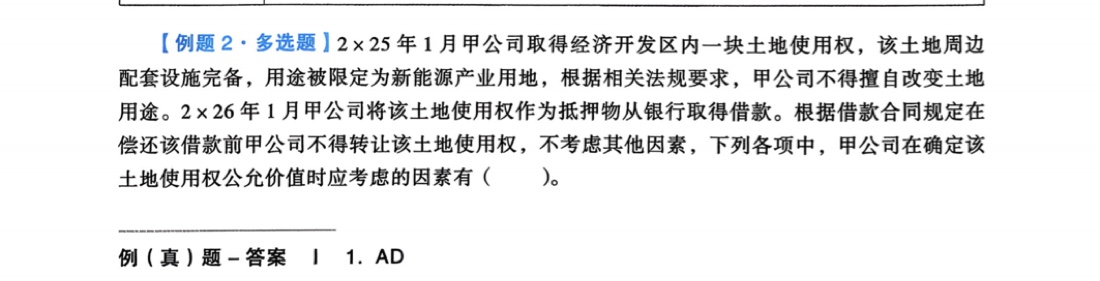 【例题2·多选题】2×25年1月甲公司取得经济开发区内一块土地使用权，该土地周边
配套设施完备，用途被限定为新能源产业用地，根据相关法规要求，甲公司不得擅自改变土地
用途。2×26年1月甲公司将该土地使用权作为抵押物从银行取得借款。根据借款合同规定在
偿还该借款前甲公司不得转让该土地使用权，不考虑其他因素，下列各项中，甲公司在确定该
土地使用权公允价值时应考虑的因素有（　　）。
例（真）题－答案　|　1. AD